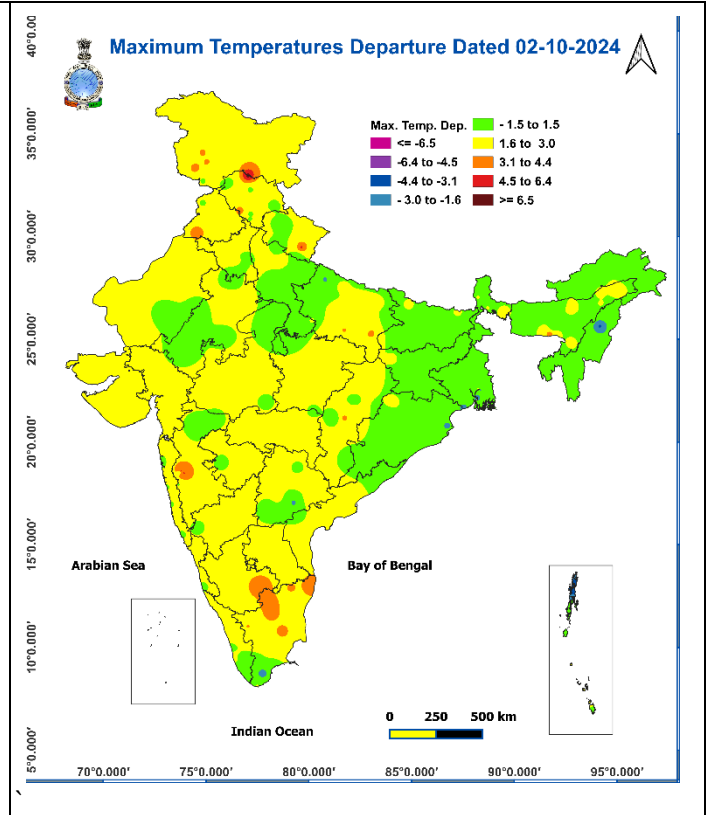 Maximum Temperatures Departure Dated 02-10-2024
Max. Temp. Dep.
<= -6.5
-6.4 to -4.5
-4.4 to -3.1
- 3.0 to -1.6
- 1.5 to 1.5
1.6 to 3.0
3.1 to 4.4
4.5 to 6.4
>= 6.5
40°0.00
35°0.000'
30°0.000'
25°0.000'
20°0.000'
15°0.000'
10°0.000'
5°0.000'
Arabian Sea
Bay of Bengal
Indian Ocean
0 250 500 km
70°0.000' 75°0.000' 80°0.000' 85°0.000' 90°0.000' 95°0.000'
`